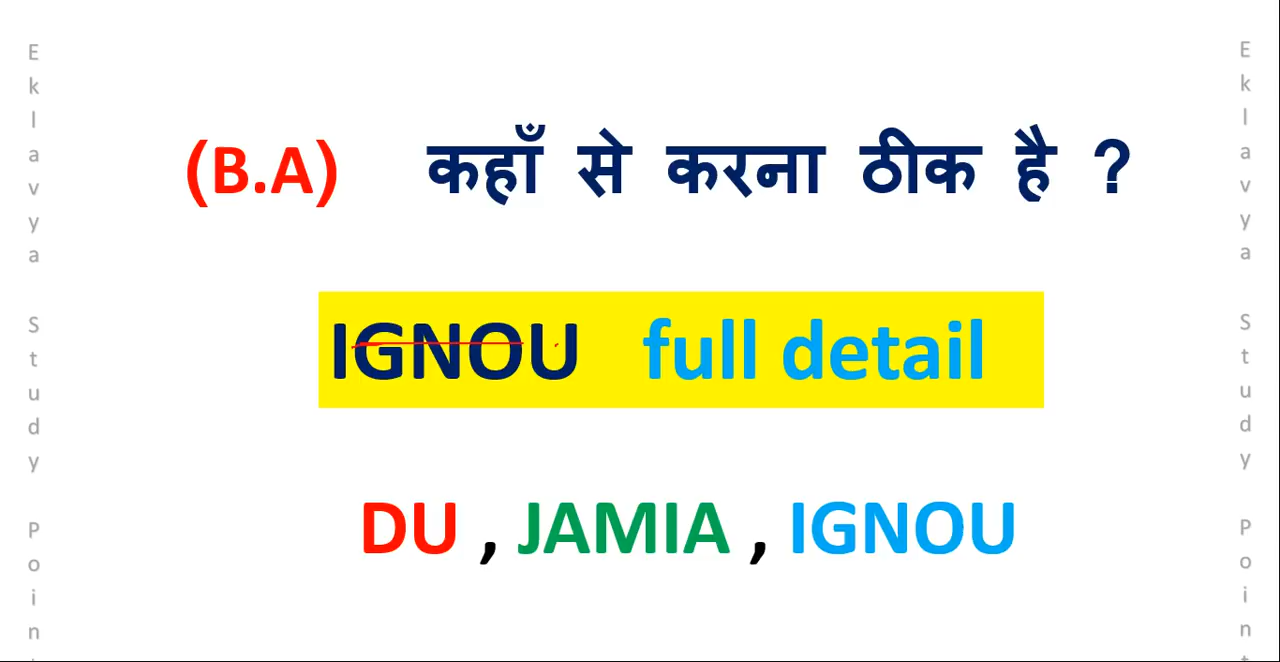 (B.A) कहाँ से करना ठीक है ?
IGNOU full detail
DU , JAMIA , IGNOU
Eklavya Study Poin
Eklavya Study Poin